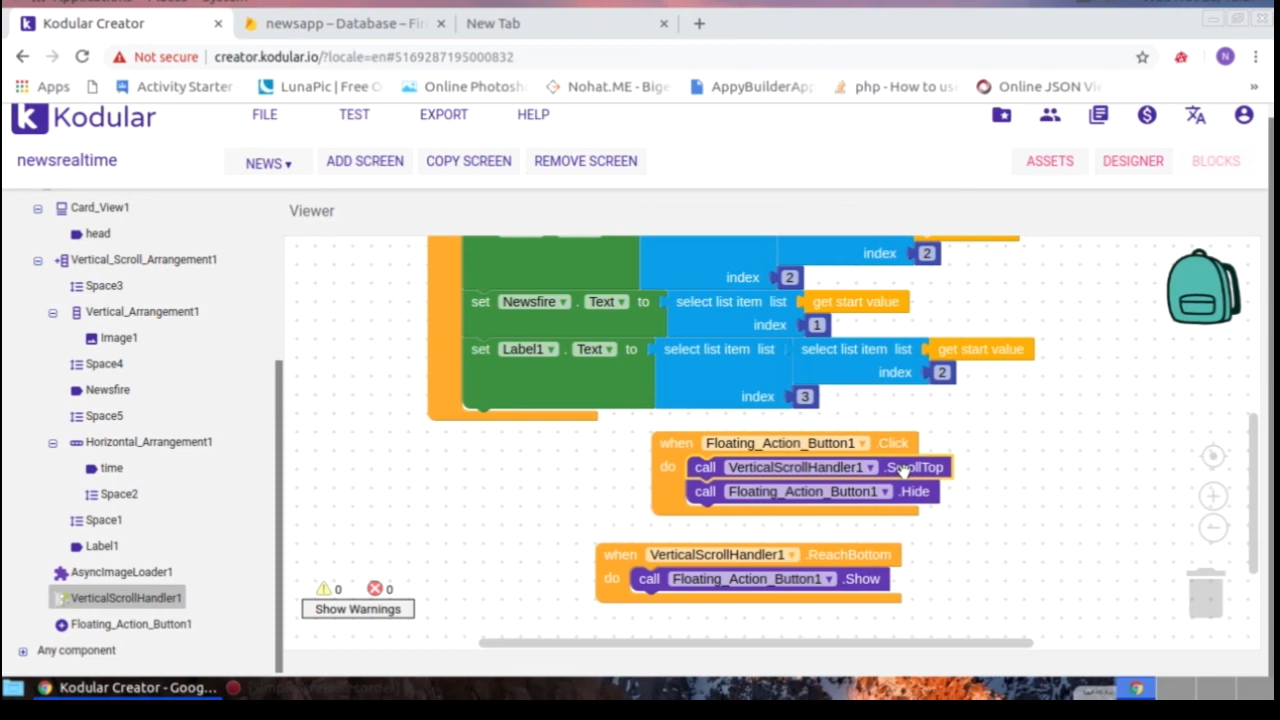 Kodular Creator
newsapp – Database – Fir
New Tab
Not secure
creator.kodular.io/?locale=en#5169287195000832
N
Apps
Activity Starter
LunaPic | Free O
Online Photosh
Nohat.ME - Bige
AppyBuilderAp
php - How to us
Online JSON Vi
»
Kodular
FILE
TEST
EXPORT
HELP
newsrealtime
NEWS ▾
ADD SCREEN
COPY SCREEN
REMOVE SCREEN
ASSETS
DESIGNER
BLOCKS
Card_View1
head
Vertical_Scroll_Arrangement1
Space3
Vertical_Arrangement1
Image1
Space4
Newsfire
Space5
Horizontal_Arrangement1
time
Space2
Space1
Label1
AsyncImageLoader1
VerticalScrollHandler1
Floating_Action_Button1
Any component
Viewer
index 2
index 2
set Newsfire . Text to select list item list get start value
index 1
set Label1 . Text to select list item list select list item list get start value
index 2
index 3
when Floating_Action_Button1 .Click
do call VerticalScrollHandler1 .ScrollTop
call Floating_Action_Button1 .Hide
when VerticalScrollHandler1 .ReachBottom
do call Floating_Action_Button1 .Show
0 0
Show Warnings
Kodular Creator - Goog...